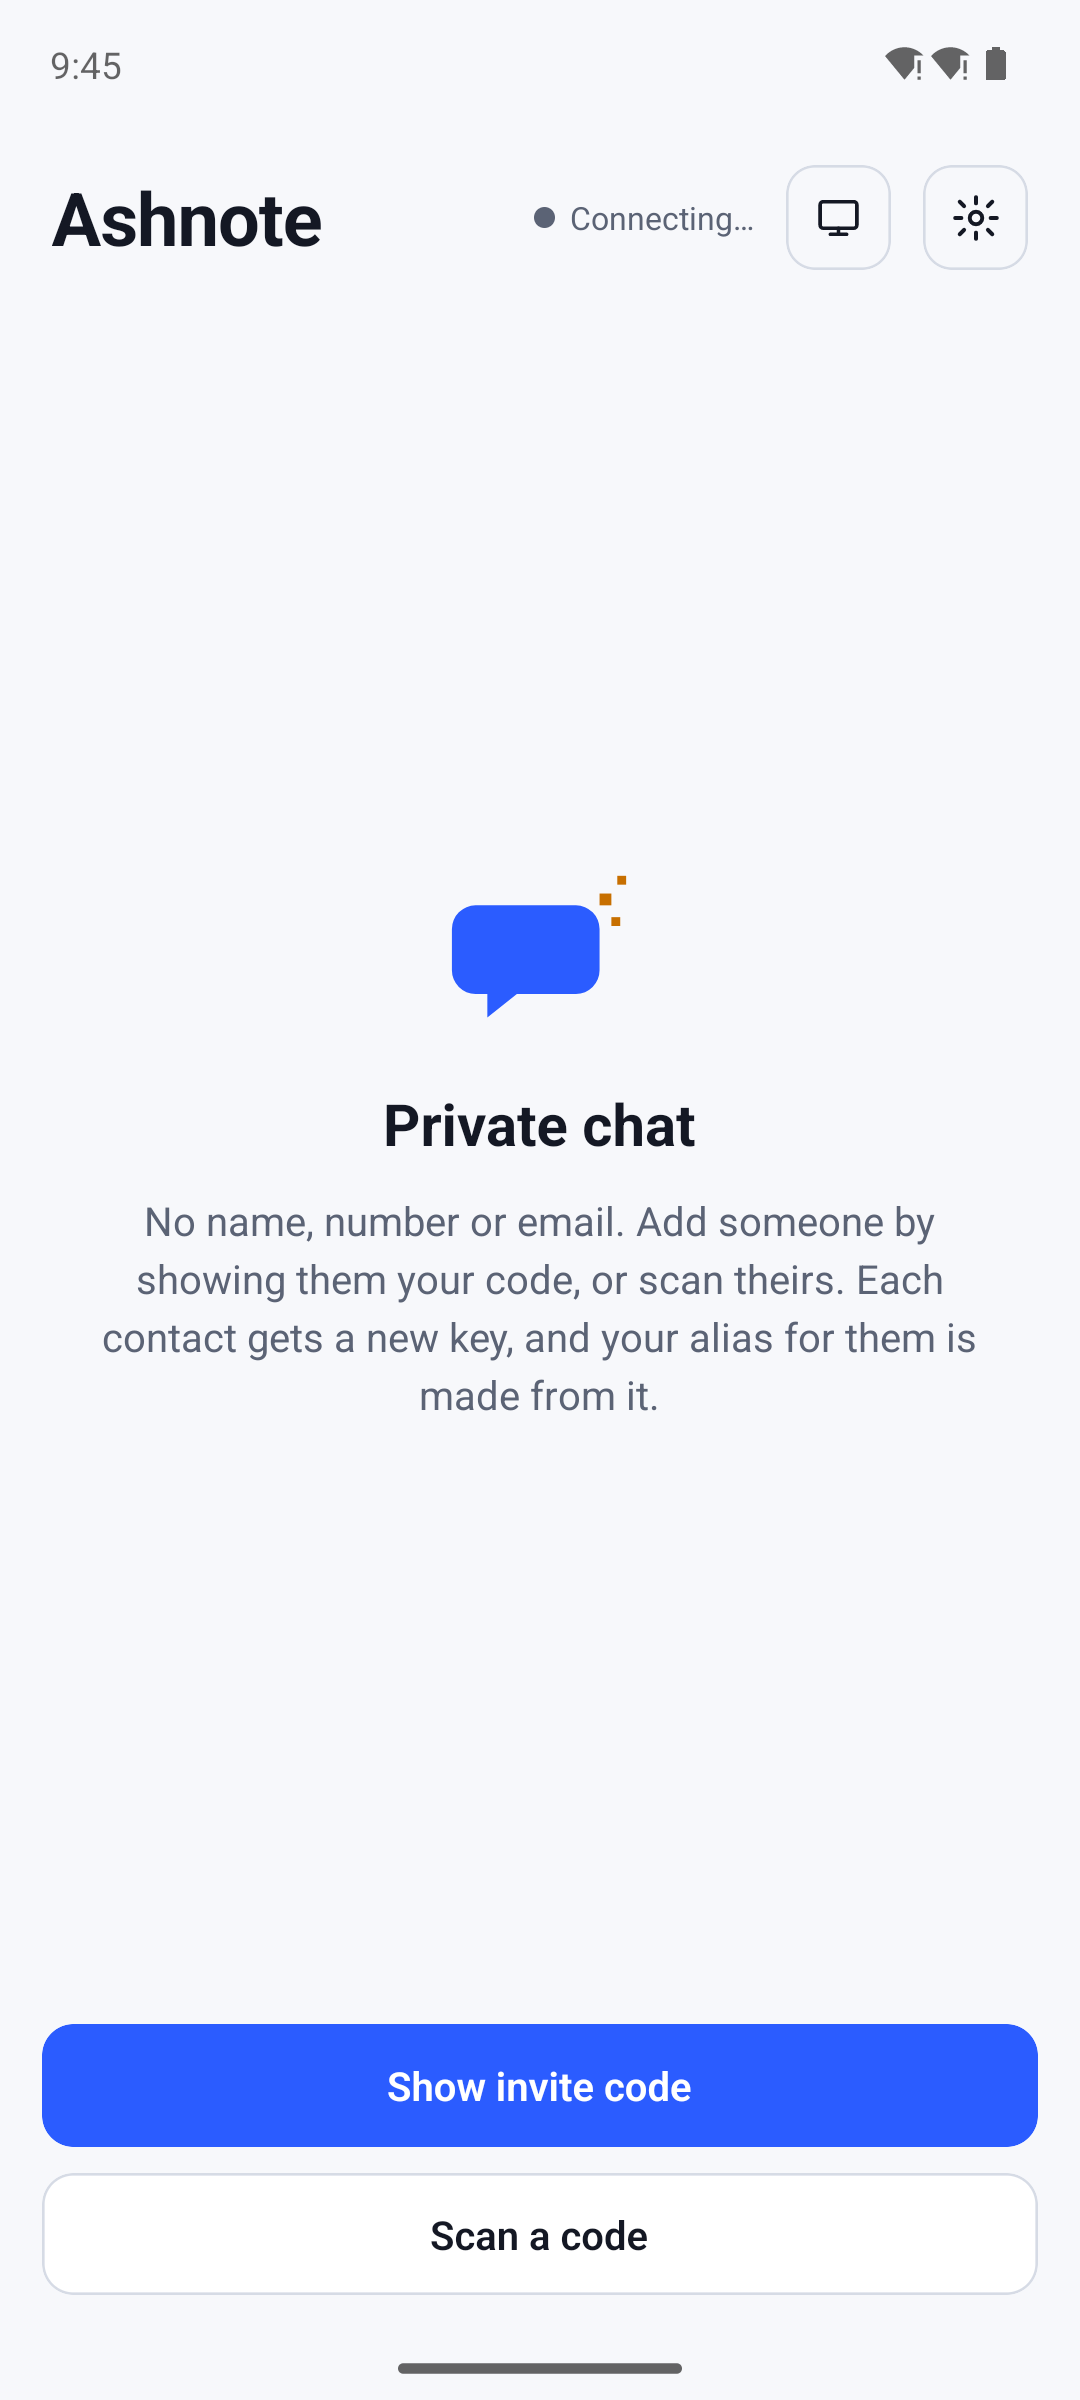 9:45
Ashnote
Connecting...
Private chat
No name, number or email. Add someone by
showing them your code, or scan theirs. Each
contact gets a new key, and your alias for them is
made from it.
Show invite code
Scan a code